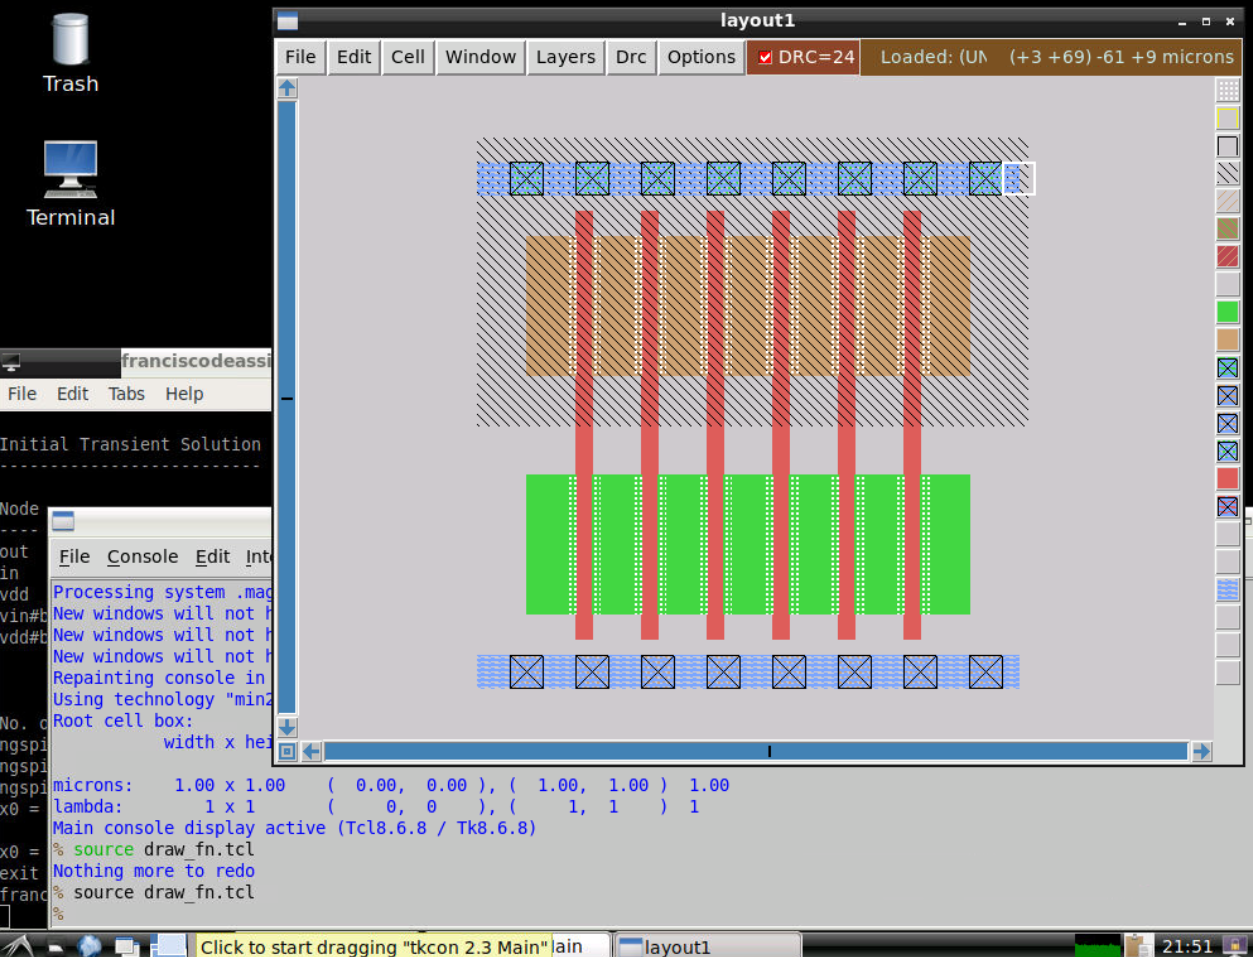 layout1
Trash
File Edit Cell Window Layers Drc Options DRC=24 Loaded: (UN (+3 +69) -61 +9 microns
Terminal
franciscodeassi
File Edit Tabs Help
Initial Transient Solution
--------------------------
Node
----
out
in
vdd
vin#b
vdd#b
No. o
ngspi
ngspi
ngspi
x0 =
x0 =
exit
franc
File Console Edit Inte
Processing system .mag
New windows will not h
New windows will not h
New windows will not h
Repainting console in
Using technology "min2
Root cell box:
width x hei
microns: 1.00 x 1.00 ( 0.00, 0.00 ), ( 1.00, 1.00 ) 1.00
lambda: 1 x 1 ( 0, 0 ), ( 1, 1 ) 1
Main console display active (Tcl8.6.8 / Tk8.6.8)
% source draw_fn.tcl
Nothing more to redo
% source draw_fn.tcl
%
Click to start dragging "tkcon 2.3 Main" lain layout1 21:51